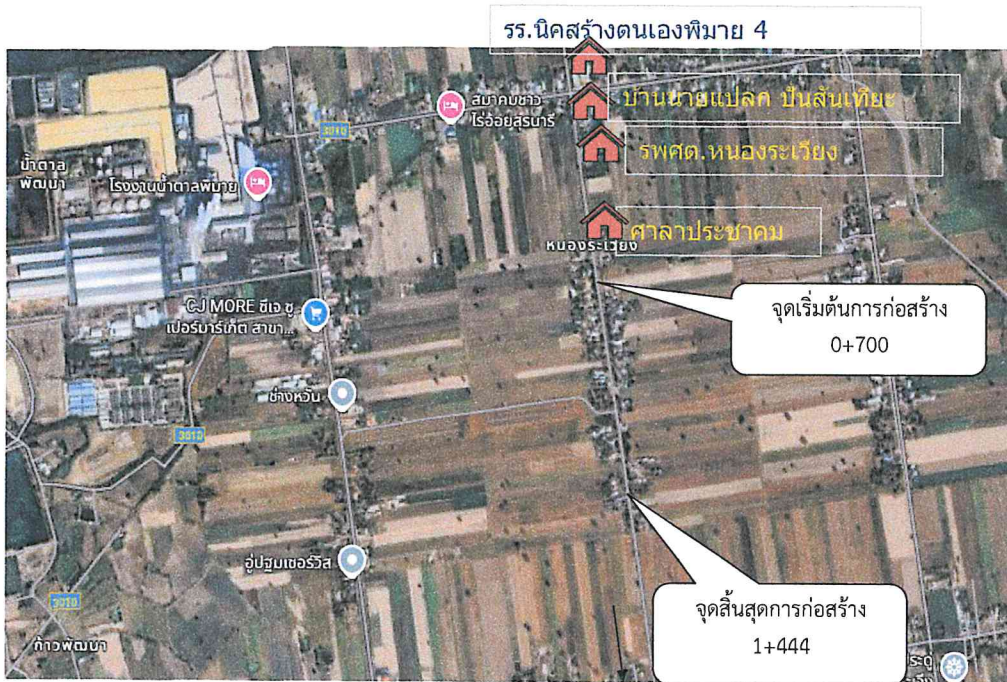 รร.นิคสร้างตนเองพิมาย 4
บ้านนายแปลก ปันสันเทียะ
รพศต.หนองระเวียง
ศาลาประชาคม
หนองระเวียง
สมาคมชาว
ไร่อ้อยสุรนารี
3010
น้ำตาล
พัฒนา
โรงงานน้ำตาลพิมาย
CJ MORE ซีเจ ซู
เปอร์มาร์เก็ต สาขา...
จุดเริ่มต้นการก่อสร้าง
0+700
ช่างหวัน
3010
อู่ปฐมเซอร์วิส
3010
ก้าวพัฒนา
จุดสิ้นสุดการก่อสร้าง
1+444